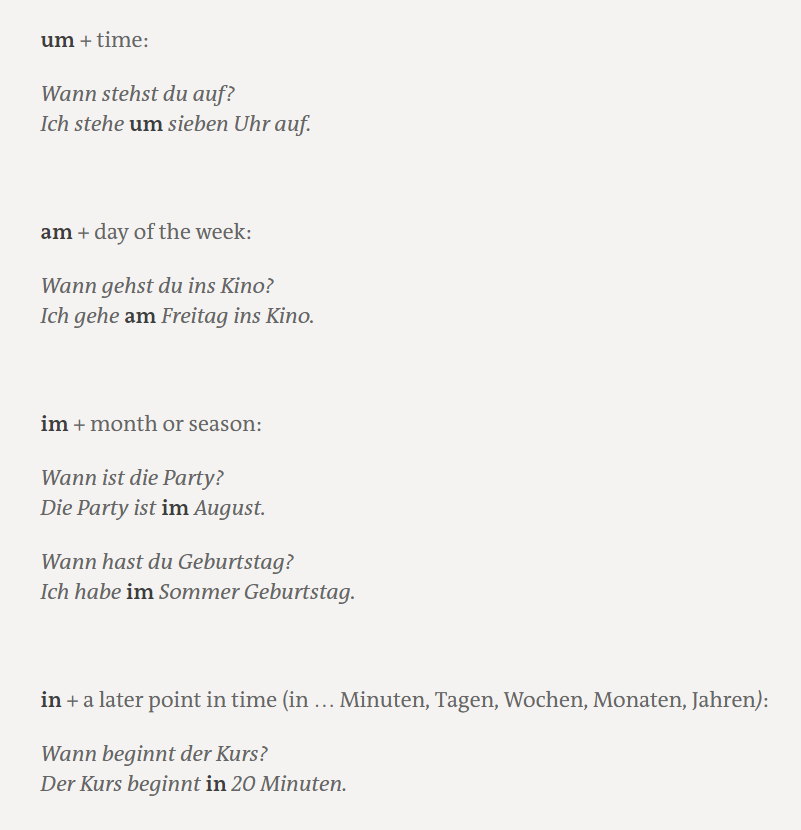 um + time:
Wann stehst du auf?
Ich stehe um sieben Uhr auf.
am + day of the week:
Wann gehst du ins Kino?
Ich gehe am Freitag ins Kino.
im + month or season:
Wann ist die Party?
Die Party ist im August.
Wann hast du Geburtstag?
Ich habe im Sommer Geburtstag.
in + a later point in time (in … Minuten, Tagen, Wochen, Monaten, Jahren):
Wann beginnt der Kurs?
Der Kurs beginnt in 20 Minuten.